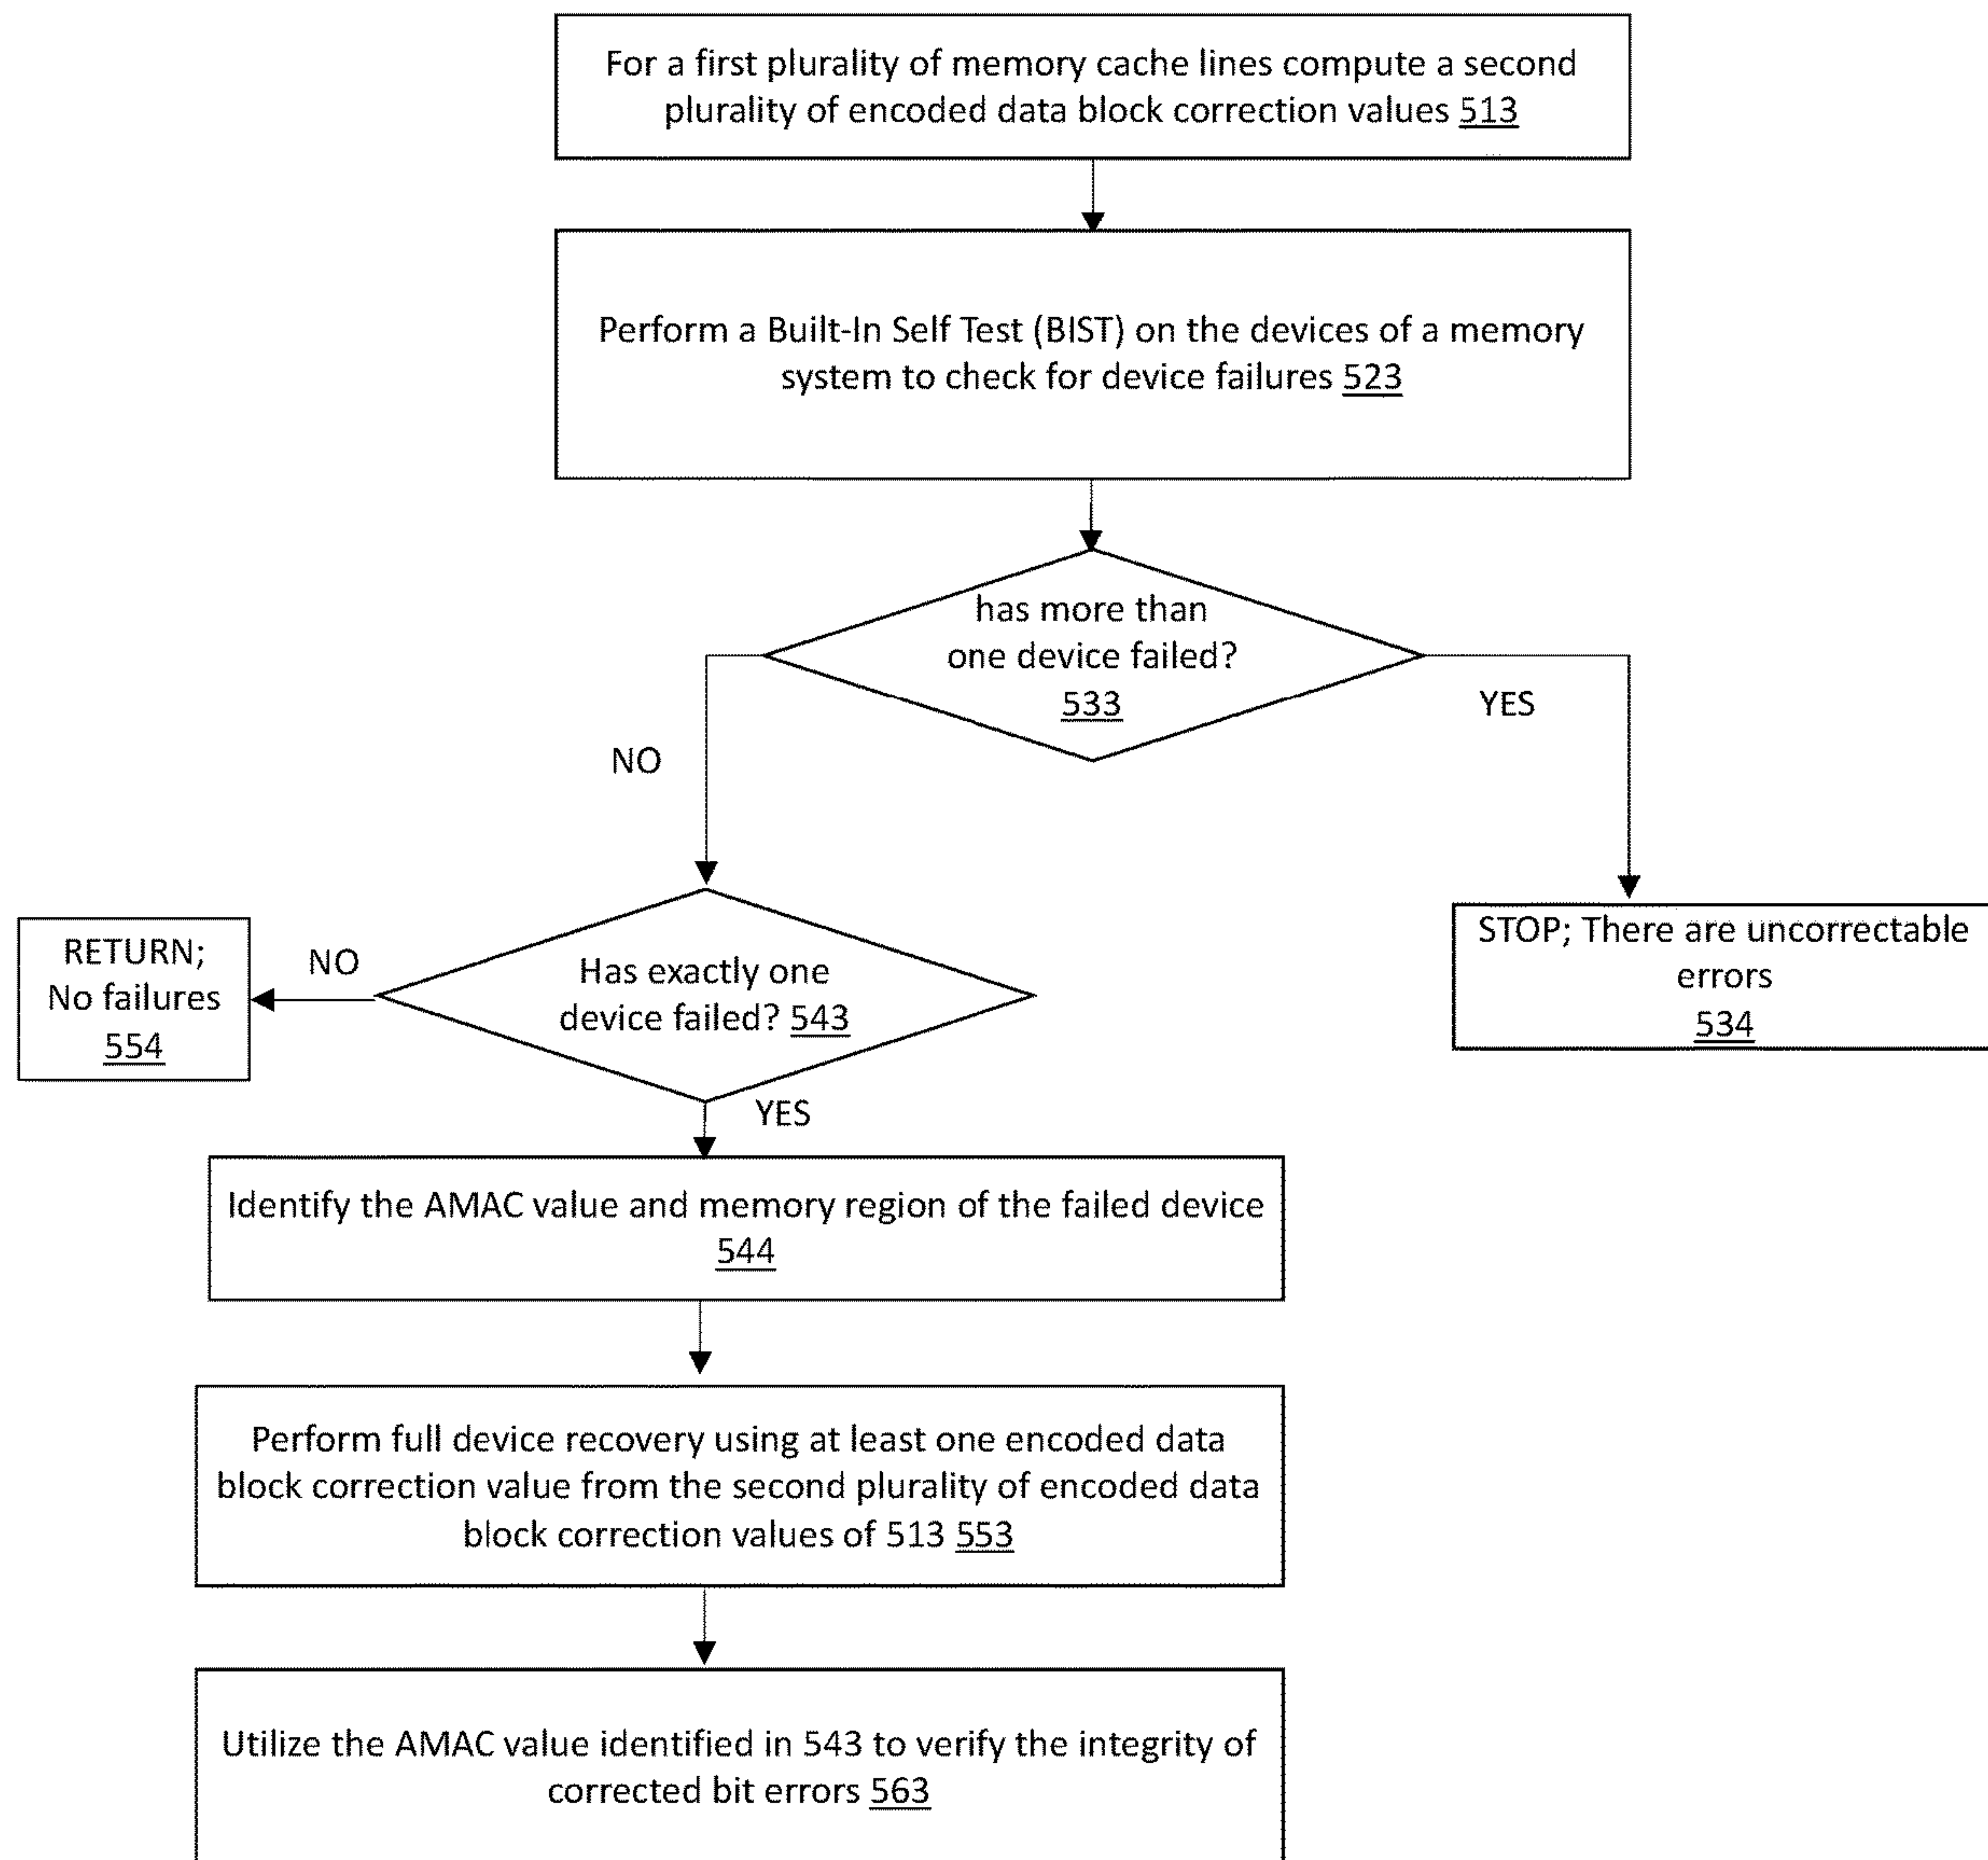 For a first plurality of memory cache lines compute a second
plurality of encoded data block correction values 513
Perform a Built-In Self Test (BIST) on the devices of a memory
system to check for device failures 523
has more than
one device failed?
533
YES
NO
RETURN;
No failures
554
NO
Has exactly one
device failed? 543
STOP; There are uncorrectable
errors
534
YES
Identify the AMAC value and memory region of the failed device
544
Perform full device recovery using at least one encoded data
block correction value from the second plurality of encoded data
block correction values of 513 553
Utilize the AMAC value identified in 543 to verify the integrity of
corrected bit errors 563